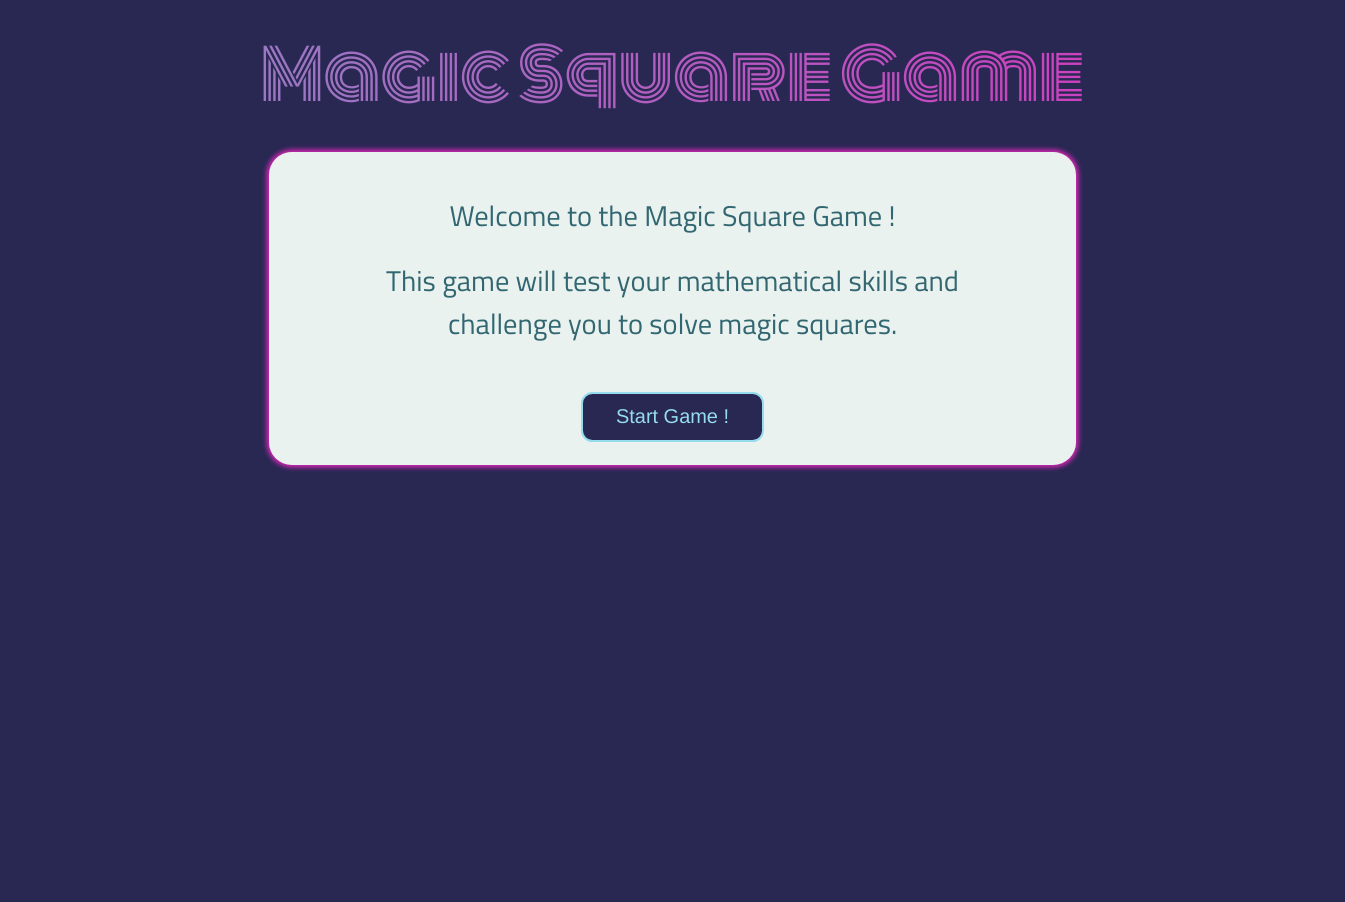 Magic Square Game
Welcome to the Magic Square Game !
This game will test your mathematical skills and
challenge you to solve magic squares.
Start Game !